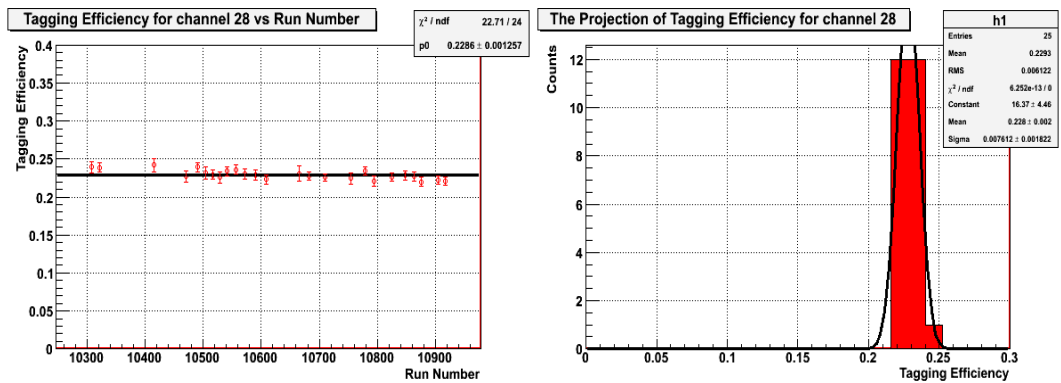 Tagging Efficiency for channel 28 vs Run Number
χ² / ndf 22.71 / 24
p0 0.2286 ± 0.001257
Tagging Efficiency
0.4
0.35
0.3
0.25
0.2
0.15
0.1
0.05
0
10300 10400 10500 10600 10700 10800 10900
Run Number
The Projection of Tagging Efficiency for channel 28
h1
Entries 25
Mean 0.2293
RMS 0.006122
χ² / ndf 6.252e-13 / 0
Constant 16.37 ± 4.46
Mean 0.228 ± 0.002
Sigma 0.007612 ± 0.001822
Counts
12
10
8
6
4
2
0
0 0.05 0.1 0.15 0.2 0.25 0.3
Tagging Efficiency